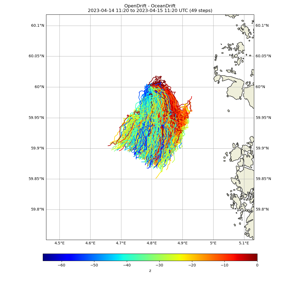 OpenDrift - OceanDrift
2023-04-14 11:20 to 2023-04-15 11:20 UTC (49 steps)
60.1°N 60.1°N
60.05°N 60.05°N
60°N 60°N
59.95°N 59.95°N
59.9°N 59.9°N
59.85°N 59.85°N
59.8°N 59.8°N
4.5°E 4.6°E 4.7°E 4.8°E 4.9°E 5°E 5.1°E
−60 −50 −40 −30 −20 −10 0
z